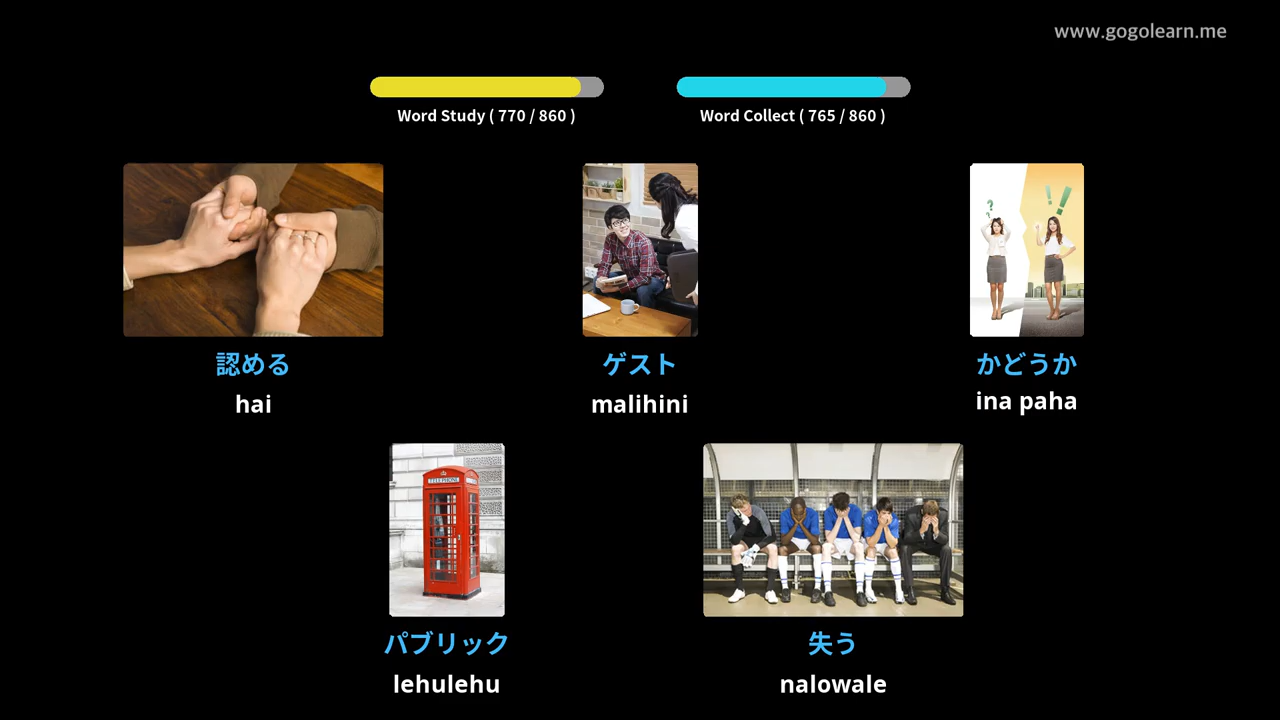 www.gogolearn.me
Word Study ( 770 / 860 )
Word Collect ( 765 / 860 )
認める
hai
ゲスト
malihini
かどうか
ina paha
TELEPHONE
パブリック
lehulehu
失う
nalowale